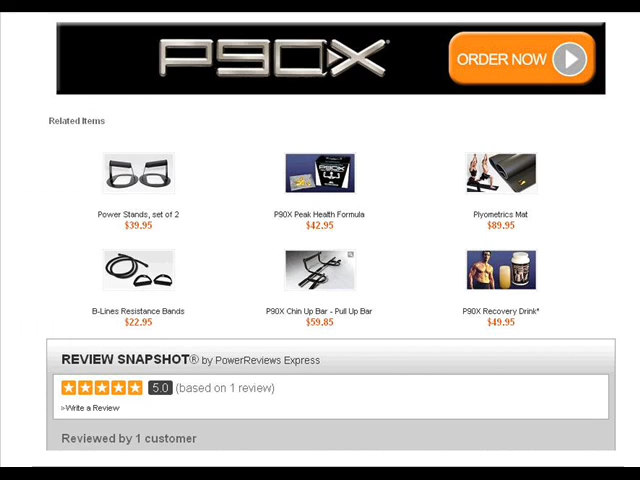 P90X®
ORDER NOW
Related Items
Power Stands, set of 2
$39.95
P90X Peak Health Formula
$42.95
Plyometrics Mat
$89.95
B-Lines Resistance Bands
$22.95
P90X Chin Up Bar - Pull Up Bar
$59.85
P90X Recovery Drink*
$49.95
REVIEW SNAPSHOT® by PowerReviews Express
5.0 (based on 1 review)
»Write a Review
Reviewed by 1 customer